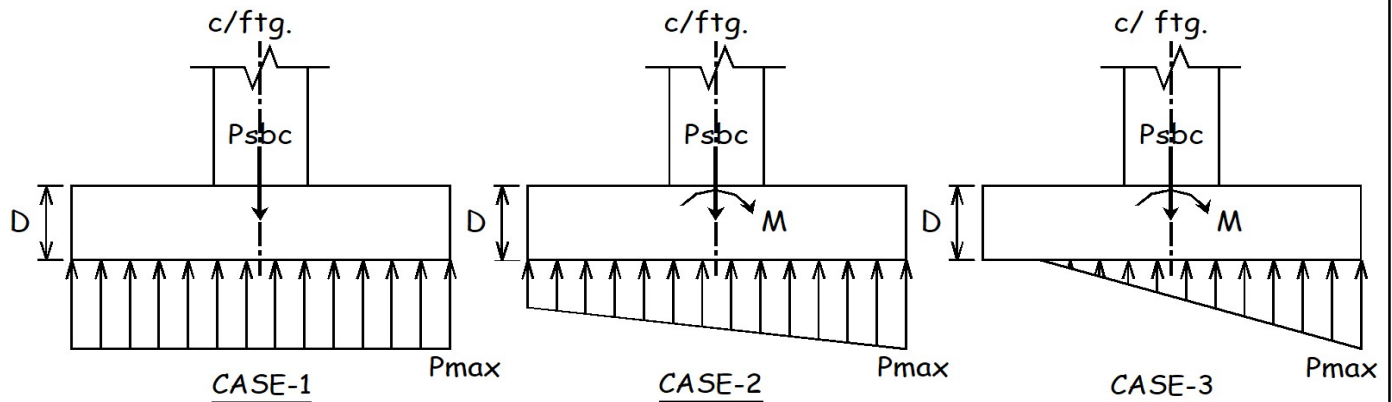 c/ftg.
Psbc
D
Pmax
CASE-1
c/ftg.
Psbc
D
M
Pmax
CASE-2
c/ ftg.
Psbc
D
M
Pmax
CASE-3